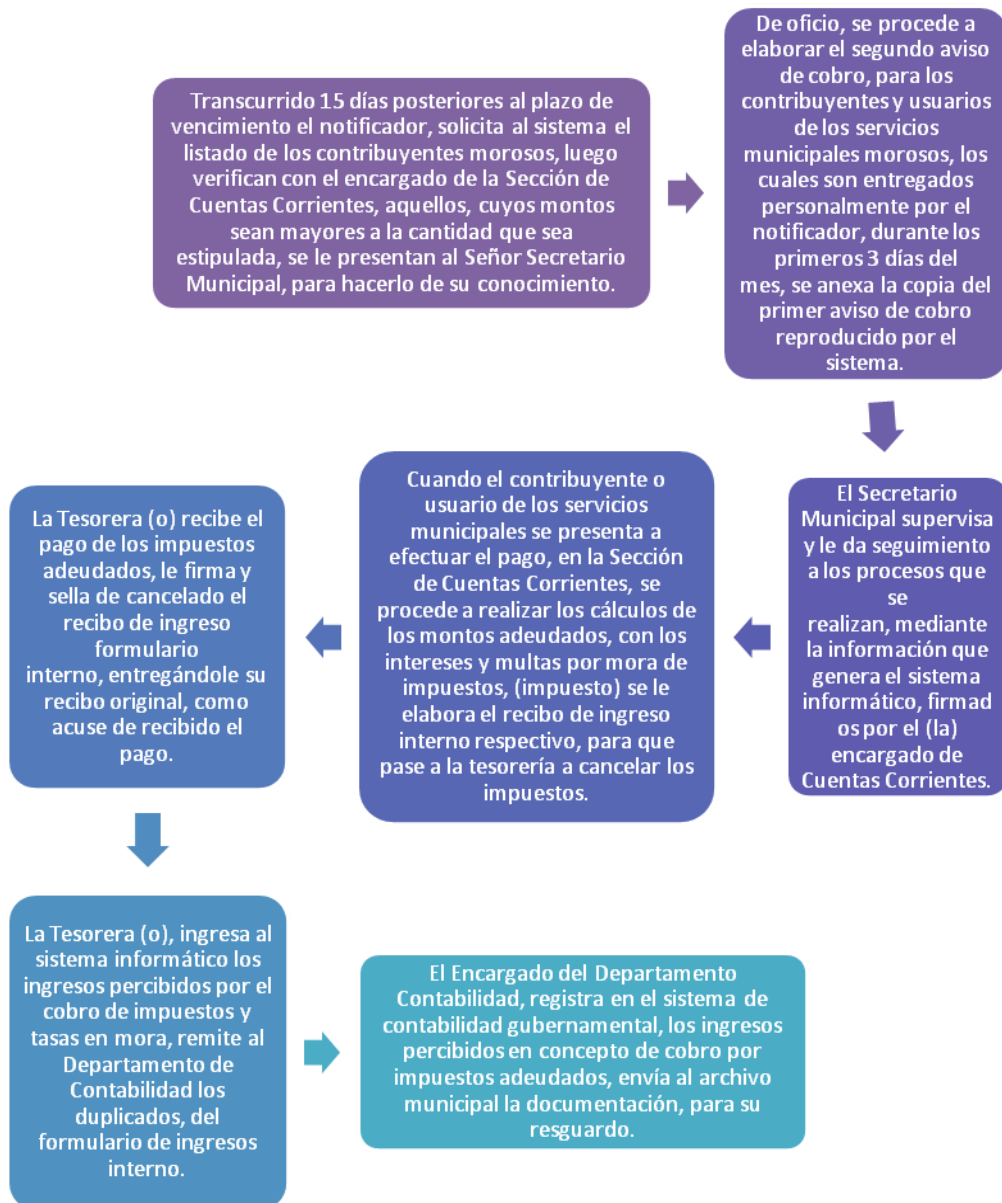 Transcurrido 15 días posteriores al plazo de
vencimiento el notificador, solicita al sistema el
listado de los contribuyentes morosos, luego
verifican con el encargado de la Sección de
Cuentas Corrientes, aquellos, cuyos montos
sean mayores a la cantidad que sea
estipulada, se le presentan al Señor Secretario
Municipal, para hacerlo de su conocimiento.
De oficio, se procede a
elaborar el segundo aviso
de cobro, para los
contribuyentes y usuarios
de los servicios
municipales morosos, los
cuales son entregados
personalmente por el
notificador, durante los
primeros 3 días del
mes, se anexa la copia del
primer aviso de cobro
reproducido por el
sistema.
El Secretario
Municipal supervisa
y le da seguimiento
a los procesos que
se
realizan, mediante
la información que
genera el sistema
informático, firmad
os por el (la)
encargado de
Cuentas Corrientes.
Cuando el contribuyente o
usuario de los servicios
municipales se presenta a
efectuar el pago, en la Sección
de Cuentas Corrientes, se
procede a realizar los cálculos de
los montos adeudados, con los
intereses y multas por mora de
impuestos, (impuesto) se le
elabora el recibo de ingreso
interno respectivo, para que
pase a la tesorería a cancelar los
impuestos.
La Tesorera (o) recibe el
pago de los impuestos
adeudados, le firma y
sella de cancelado el
recibo de ingreso
formulario
interno, entregándole su
recibo original, como
acuse de recibido el
pago.
La Tesorera (o), ingresa al
sistema informático los
ingresos percibidos por el
cobro de impuestos y
tasas en mora, remite al
Departamento de
Contabilidad los
duplicados, del
formulario de ingresos
interno.
El Encargado del Departamento
Contabilidad, registra en el sistema de
contabilidad gubernamental, los ingresos
percibidos en concepto de cobro por
impuestos adeudados, envía al archivo
municipal la documentación, para su
resguardo.